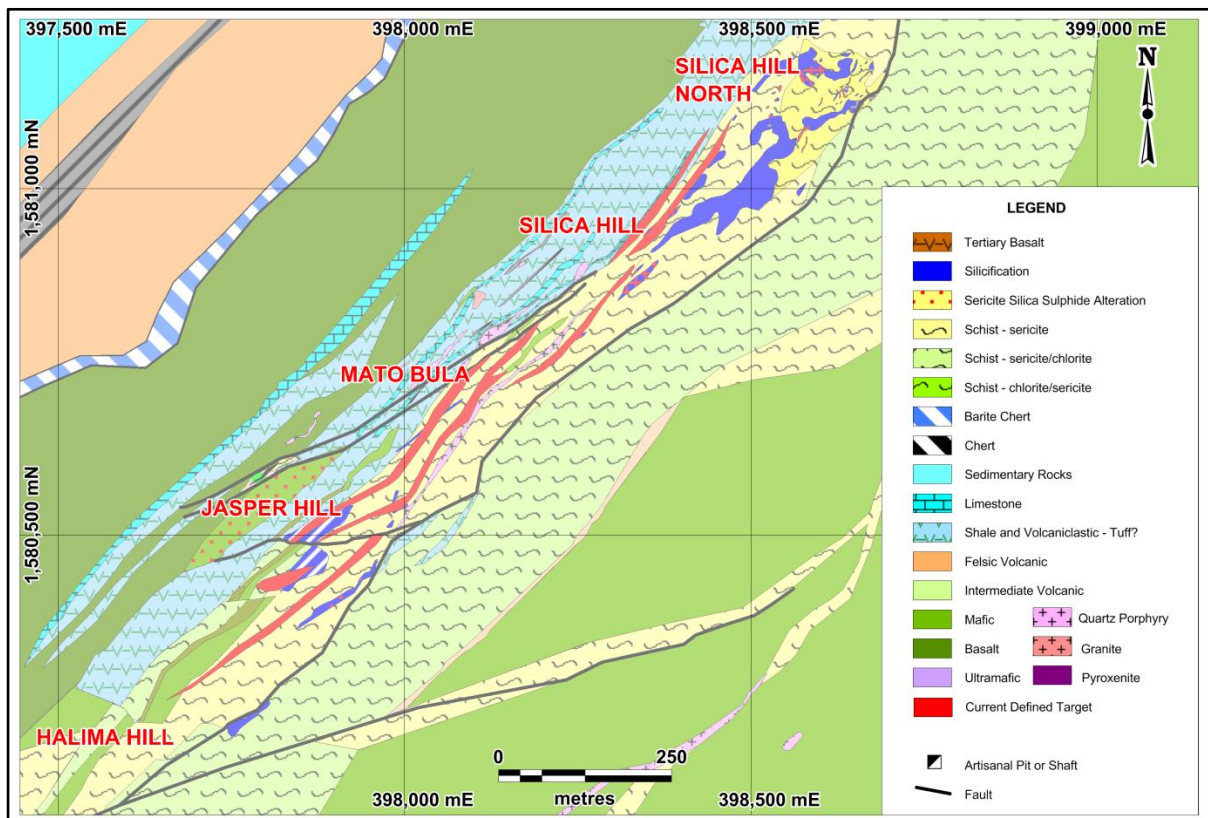 397,500 mE
398,000 mE
398,500 mE
399,000 mE
N
SILICA HILL
NORTH
1,581,000 mN
SILICA HILL
MATO BULA
JASPER HILL
1,580,500 mN
HALIMA HILL
0
250
metres
398,000 mE
398,500 mE
LEGEND
Tertiary Basalt
Silicification
Sericite Silica Sulphide Alteration
Schist - sericite
Schist - sericite/chlorite
Schist - chlorite/sericite
Barite Chert
Chert
Sedimentary Rocks
Limestone
Shale and Volcaniclastic - Tuff?
Felsic Volcanic
Intermediate Volcanic
Mafic
Quartz Porphyry
Basalt
Granite
Ultramafic
Pyroxenite
Current Defined Target
Artisanal Pit or Shaft
Fault